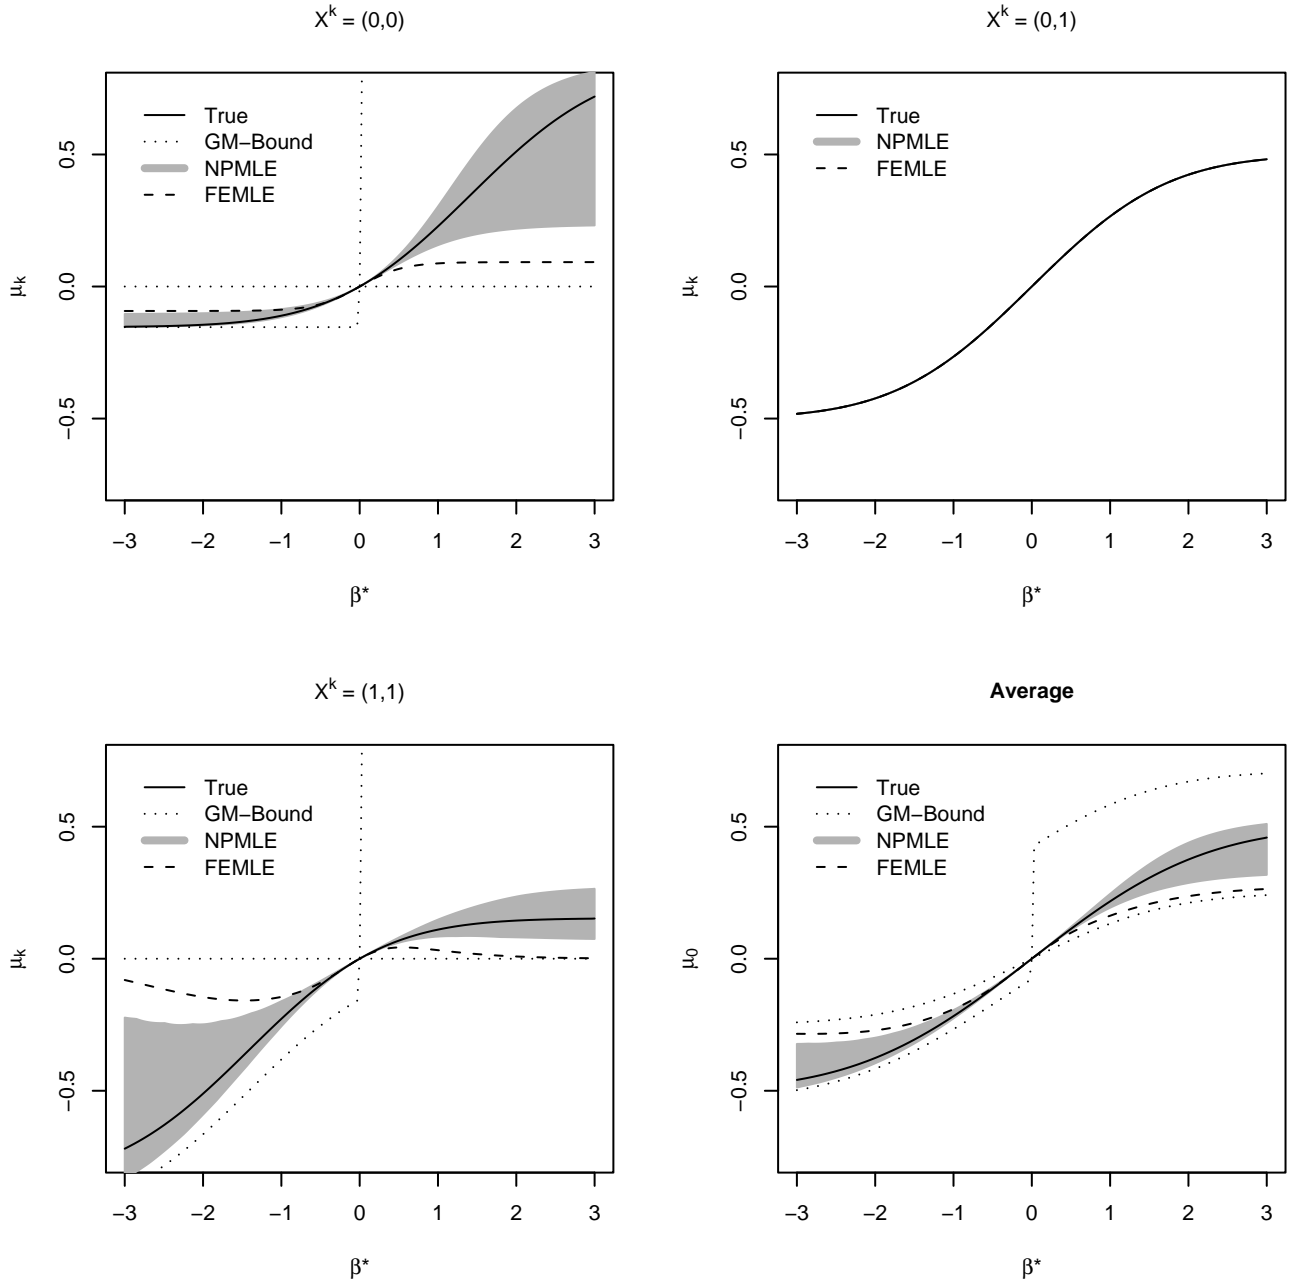 X^k = (0,0)
True
GM−Bound
NPMLE
FEMLE
0.5
0.0
−0.5
μ_k
−3 −2 −1 0 1 2 3
β*
X^k = (0,1)
True
NPMLE
FEMLE
0.5
0.0
−0.5
μ_k
−3 −2 −1 0 1 2 3
β*
X^k = (1,1)
True
GM−Bound
NPMLE
FEMLE
0.5
0.0
−0.5
μ_k
−3 −2 −1 0 1 2 3
β*
Average
True
GM−Bound
NPMLE
FEMLE
0.5
0.0
−0.5
μ_0
−3 −2 −1 0 1 2 3
β*